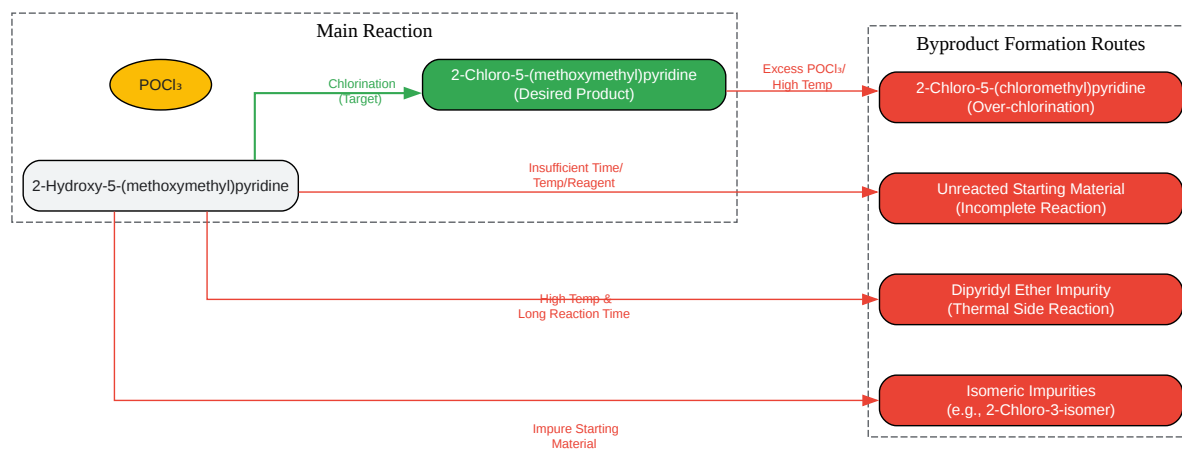 Main Reaction
POCl₃
Chlorination
(Target)
2-Chloro-5-(methoxymethyl)pyridine
(Desired Product)
2-Hydroxy-5-(methoxymethyl)pyridine
Excess POCl₃/
High Temp
Insufficient Time/
Temp/Reagent
High Temp &
Long Reaction Time
Impure Starting
Material
Byproduct Formation Routes
2-Chloro-5-(chloromethyl)pyridine
(Over-chlorination)
Unreacted Starting Material
(Incomplete Reaction)
Dipyridyl Ether Impurity
(Thermal Side Reaction)
Isomeric Impurities
(e.g., 2-Chloro-3-isomer)